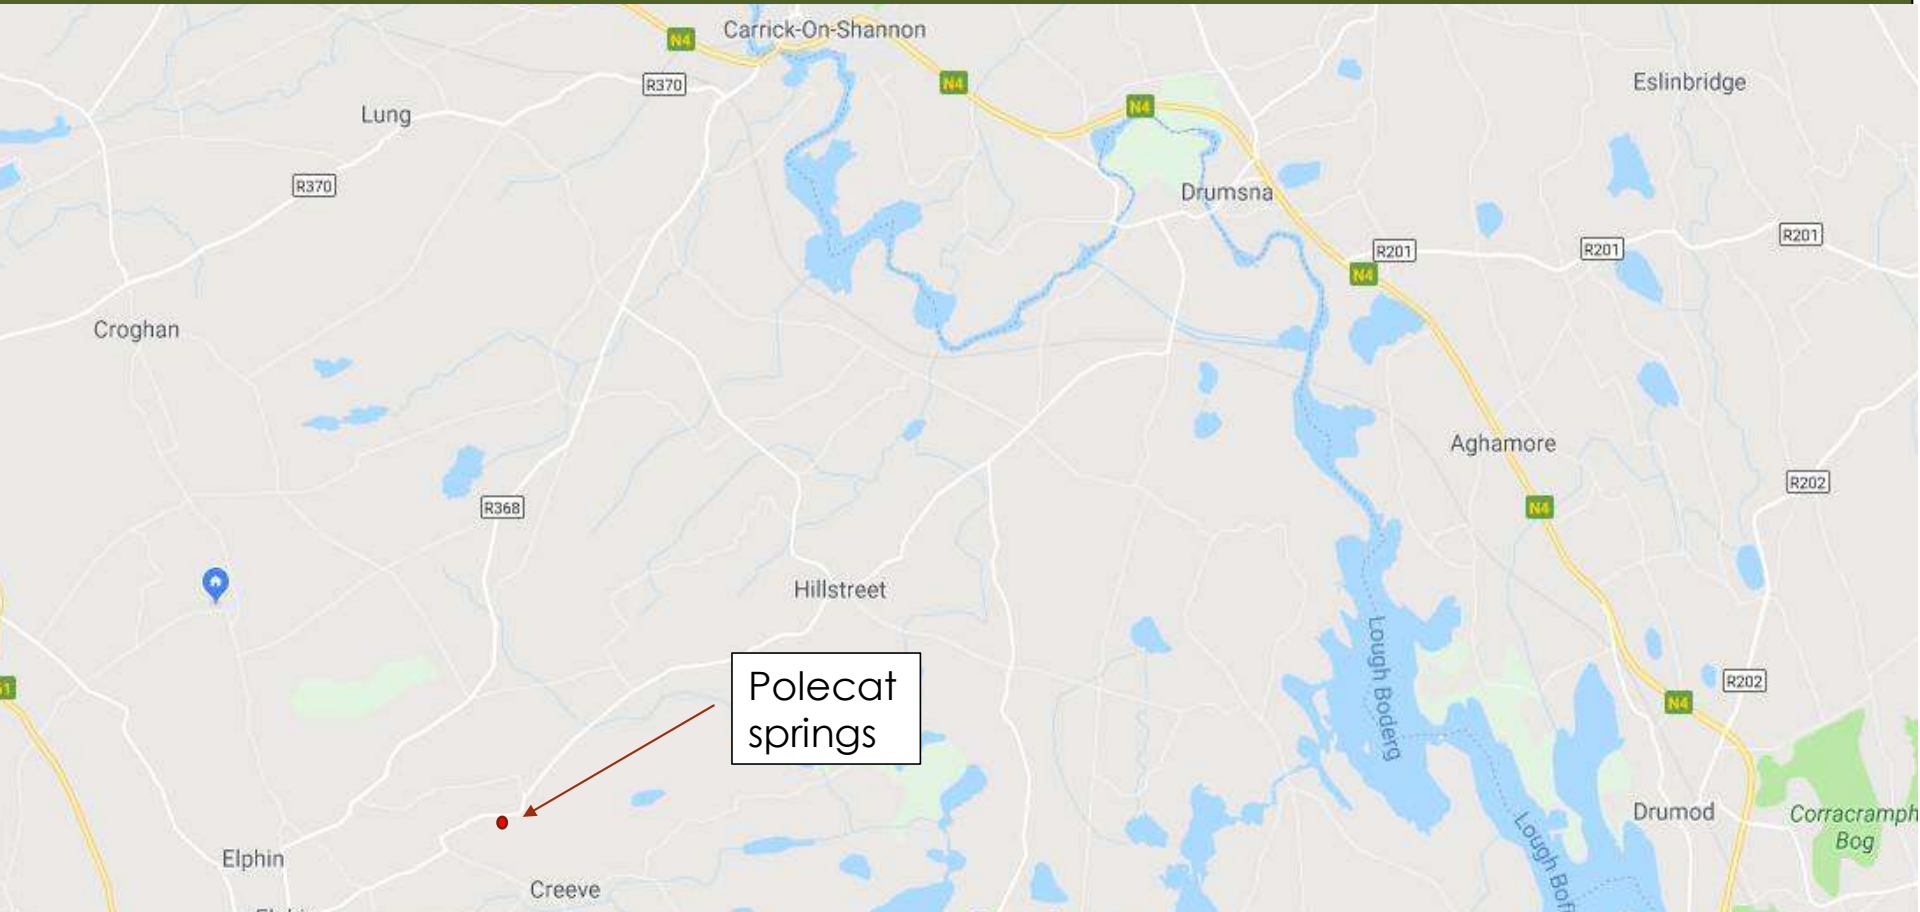 Carrick-On-Shannon
N4
R370
N4
Eslinbridge
Lung
N4
R370
Drumsna
R201
R201
R201
N4
Croghan
Aghamore
R202
R368
N4
Hillstreet
Lough Boderg
Polecat
springs
R202
N4
Drumod
Corracramph
Bog
Elphin
Creeve